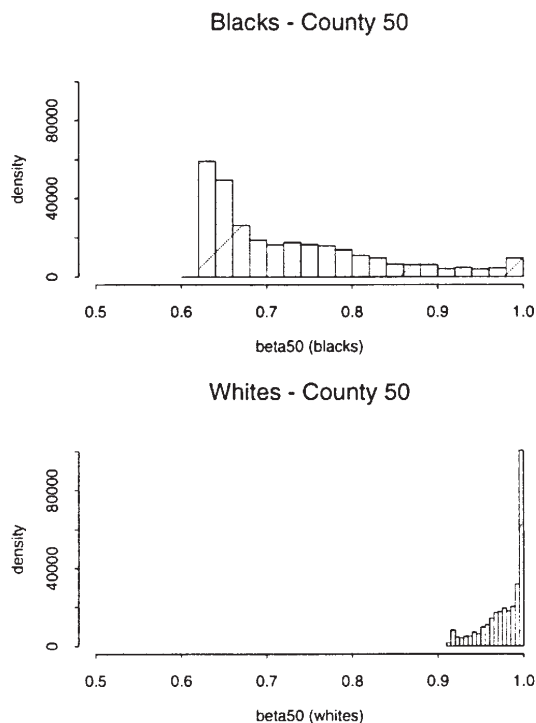 Blacks - County 50
80000
density
40000
0
0.5 0.6 0.7 0.8 0.9 1.0
beta50 (blacks)
Whites - County 50
80000
density
40000
0
0.5 0.6 0.7 0.8 0.9 1.0
beta50 (whites)